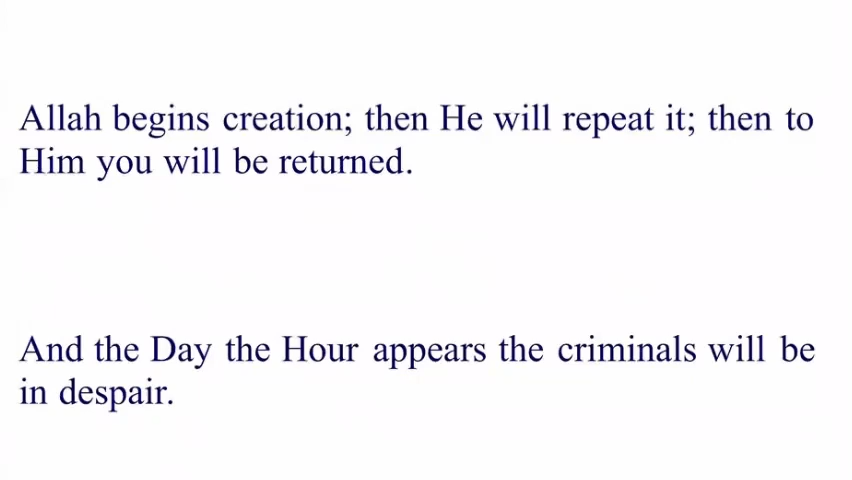 Allah begins creation; then He will repeat it; then to
Him you will be returned.
And the Day the Hour appears the criminals will be
in despair.